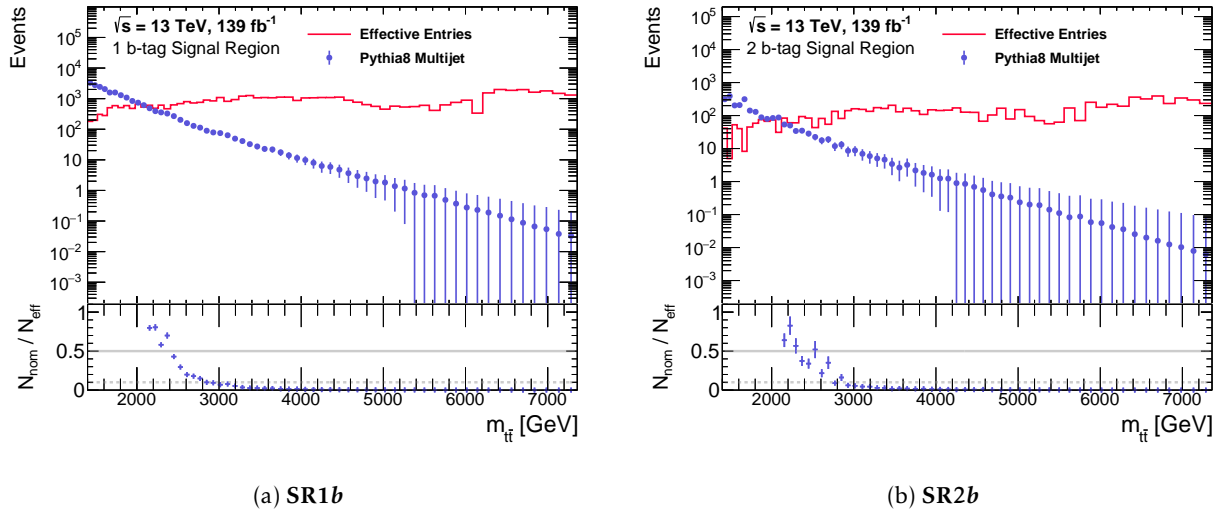 Events
√s = 13 TeV, 139 fb⁻¹
1 b-tag Signal Region
Effective Entries
Pythia8 Multijet
10⁵
10⁴
10³
10²
10
1
10⁻¹
10⁻²
10⁻³
N_nom / N_eff
1
0.5
0
2000 3000 4000 5000 6000 7000
m_tt̄ [GeV]
(a) SR1b
Events
√s = 13 TeV, 139 fb⁻¹
2 b-tag Signal Region
Effective Entries
Pythia8 Multijet
10⁵
10⁴
10³
10²
10
1
10⁻¹
10⁻²
10⁻³
N_nom / N_eff
1
0.5
0
2000 3000 4000 5000 6000 7000
m_tt̄ [GeV]
(b) SR2b